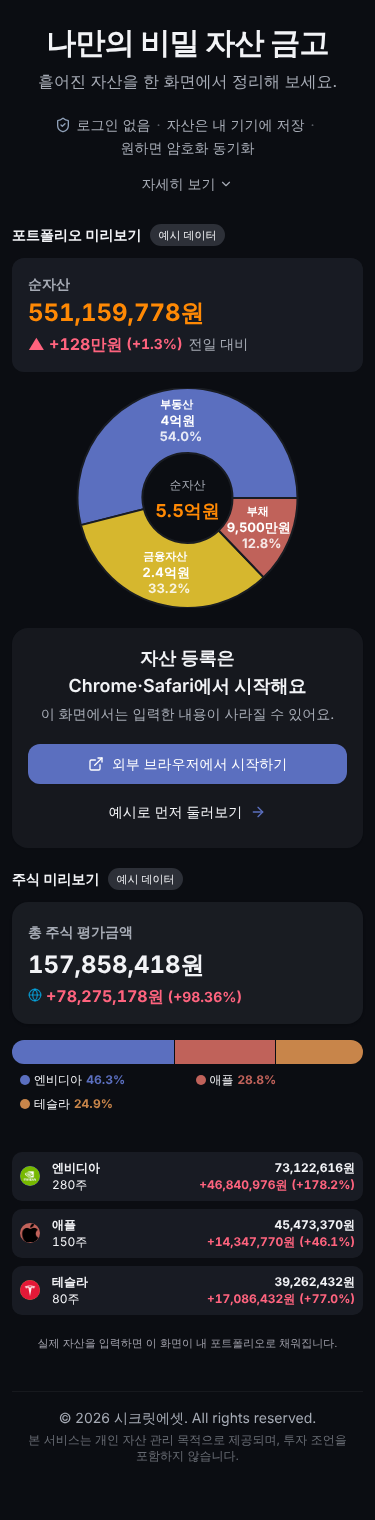 나만의 비밀 자산 금고
흩어진 자산을 한 화면에서 정리해 보세요.
로그인 없음 · 자산은 내 기기에 저장 ·
원하면 암호화 동기화
자세히 보기
포트폴리오 미리보기 예시 데이터
순자산
551,159,778원
▲ +128만원 (+1.3%) 전일 대비
부동산
4억원
54.0%
순자산
5.5억원
부채
9,500만원
12.8%
금융자산
2.4억원
33.2%
자산 등록은
Chrome·Safari에서 시작해요
이 화면에서는 입력한 내용이 사라질 수 있어요.
외부 브라우저에서 시작하기
예시로 먼저 둘러보기 →
주식 미리보기 예시 데이터
총 주식 평가금액
157,858,418원
+78,275,178원 (+98.36%)
엔비디아 46.3% 애플 28.8%
테슬라 24.9%
엔비디아 73,122,616원
280주 +46,840,976원 (+178.2%)
애플 45,473,370원
150주 +14,347,770원 (+46.1%)
테슬라 39,262,432원
80주 +17,086,432원 (+77.0%)
실제 자산을 입력하면 이 화면이 내 포트폴리오로 채워집니다.
© 2026 시크릿에셋. All rights reserved.
본 서비스는 개인 자산 관리 목적으로 제공되며, 투자 조언을
포함하지 않습니다.